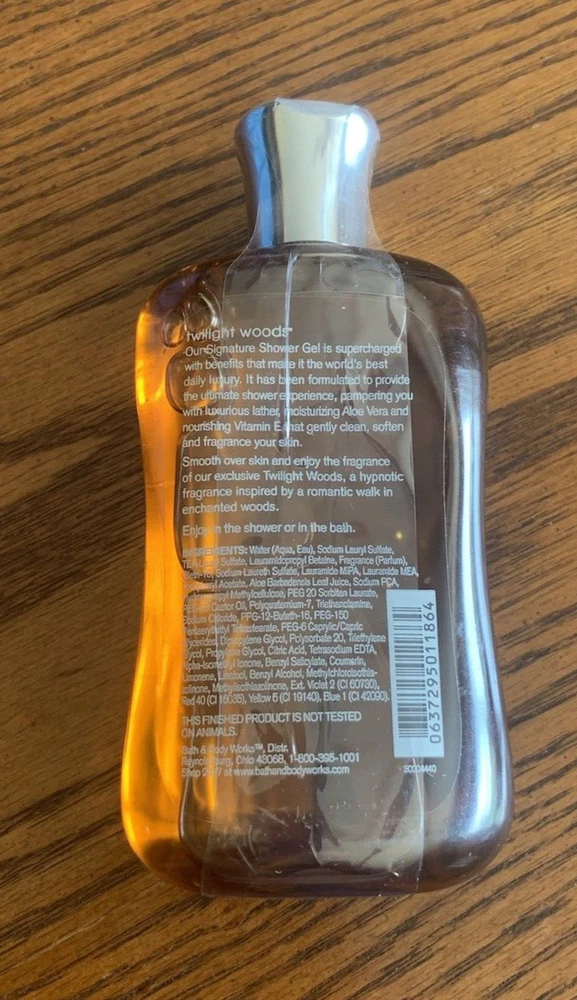 twilight woods®
Our Signature Shower Gel is supercharged
with benefits that make it the world's best
daily luxury. It has been formulated to provide
the ultimate shower experience, pampering you
with luxurious lather, moisturizing Aloe Vera and
nourishing Vitamin E that gently clean, soften
and fragrance your skin.
Smooth over skin and enjoy the fragrance
of our exclusive Twilight Woods, a hypnotic
fragrance inspired by a romantic walk in
enchanted woods.
Enjoy in the shower or in the bath.
INGREDIENTS: Water (Aqua, Eau), Sodium Lauryl Sulfate,
Sulfate, Lauramidopropyl Betaine, Fragrance (Parfum),
Sodium Laureth Sulfate, Lauramide MIPA, Lauramide MEA,
Acetate, Aloe Barbadensis Leaf Juice, Sodium PCA,
Methylcellulose, PEG 20 Sorbitan Laurate,
Castor Oil, Polyquaternium-7, Triethanolamine,
Sodium Chloride, PPG-12-Buteth-16, PEG-150
Pentaerythrityl Tetrastearate, PEG-6 Caprylic/Capric
Glycerides, Dipropylene Glycol, Polysorbate 20, Triethylene
Glycol, Propylene Glycol, Citric Acid, Tetrasodium EDTA,
Alpha-Isomethyl Ionone, Benzyl Salicylate, Coumarin,
Limonene, Linalool, Benzyl Alcohol, Methylchloroisothia-
zolinone, Methylisothiazolinone, Ext. Violet 2 (CI 60730),
Red 40 (CI 16035), Yellow 5 (CI 19140), Blue 1 (CI 42090).
THIS FINISHED PRODUCT IS NOT TESTED
ON ANIMALS.
Bath & Body Works™, Distr.
Reynoldsburg, Ohio 43068, 1-800-395-1001
Shop 24/7 at www.bathandbodyworks.com
0637295011864